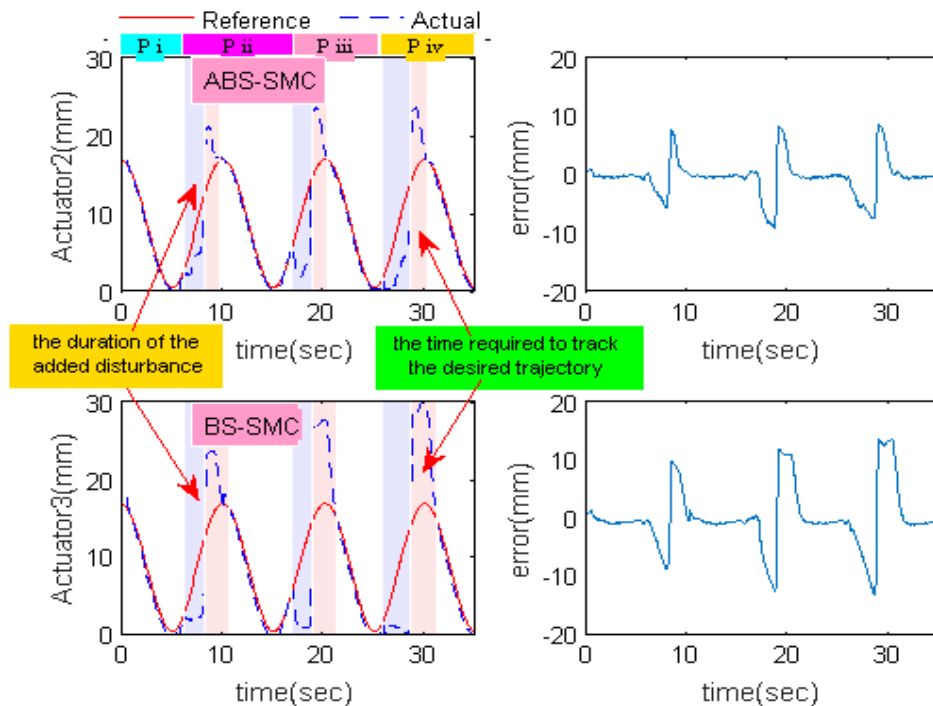 Reference Actual
P i P ii P iii P iv
ABS-SMC
Actuator2(mm)
30
20
10
0
0 10 20 30
time(sec)
error(mm)
20
10
0
-10
-20
0 10 20 30
time(sec)
the duration of the
added disturbance
the time required to track
the desired trajectory
BS-SMC
Actuator3(mm)
30
20
10
0
0 10 20 30
time(sec)
error(mm)
20
10
0
-10
-20
0 10 20 30
time(sec)